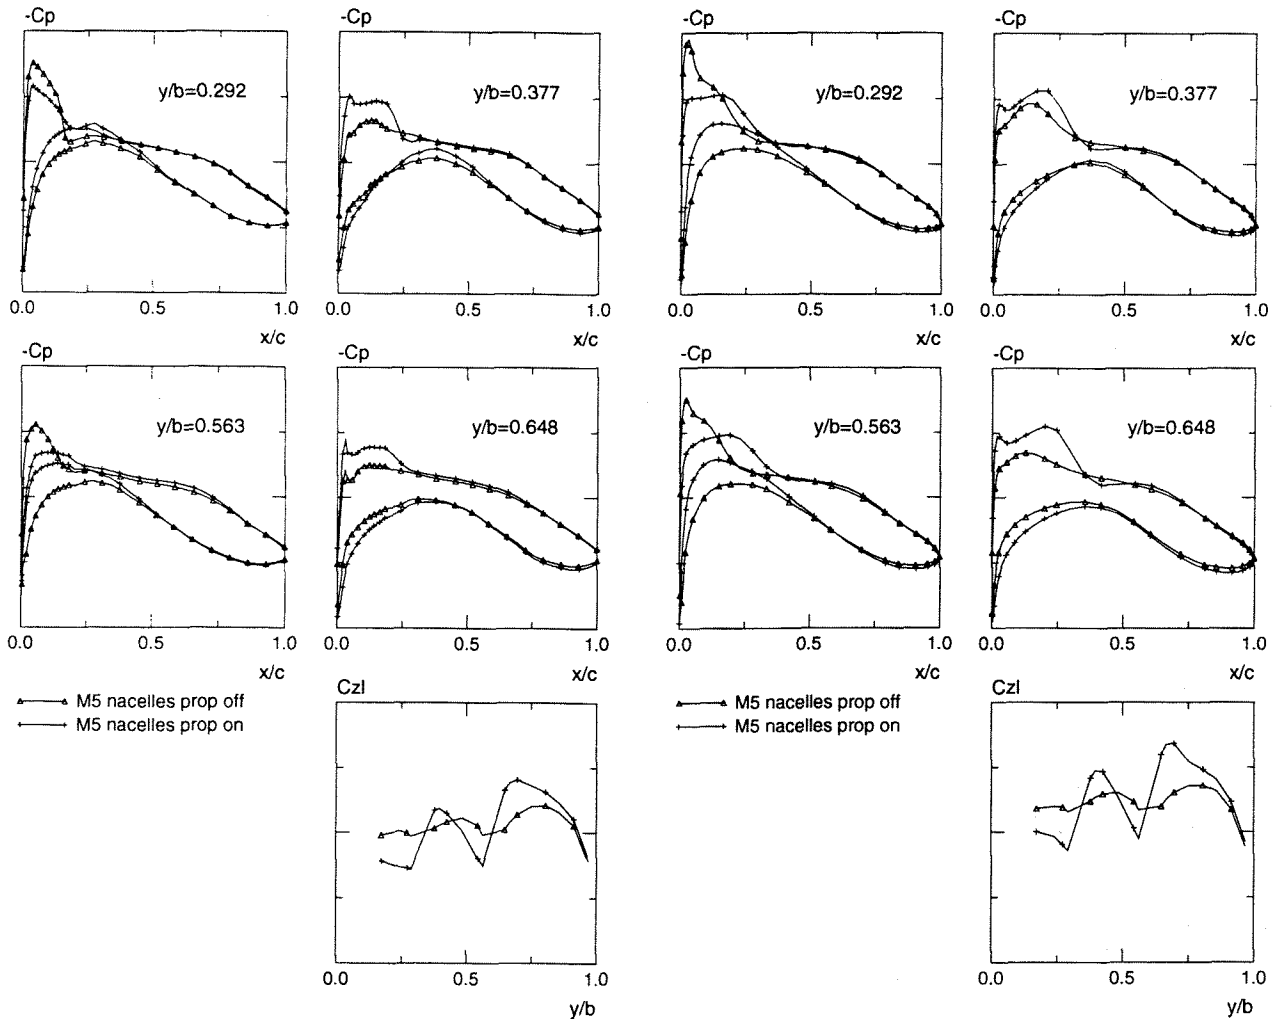 -Cp
-Cp
-Cp
-Cp
y/b=0.292
y/b=0.377
y/b=0.292
y/b=0.377
0.0 0.5 1.0
0.0 0.5 1.0
0.0 0.5 1.0
0.0 0.5 1.0
x/c
x/c
x/c
x/c
-Cp
-Cp
-Cp
-Cp
y/b=0.563
y/b=0.648
y/b=0.563
y/b=0.648
0.0 0.5 1.0
0.0 0.5 1.0
0.0 0.5 1.0
0.0 0.5 1.0
x/c
x/c
x/c
x/c
M5 nacelles prop off
M5 nacelles prop on
Czl
M5 nacelles prop off
M5 nacelles prop on
Czl
0.0 0.5 1.0
0.0 0.5 1.0
y/b
y/b